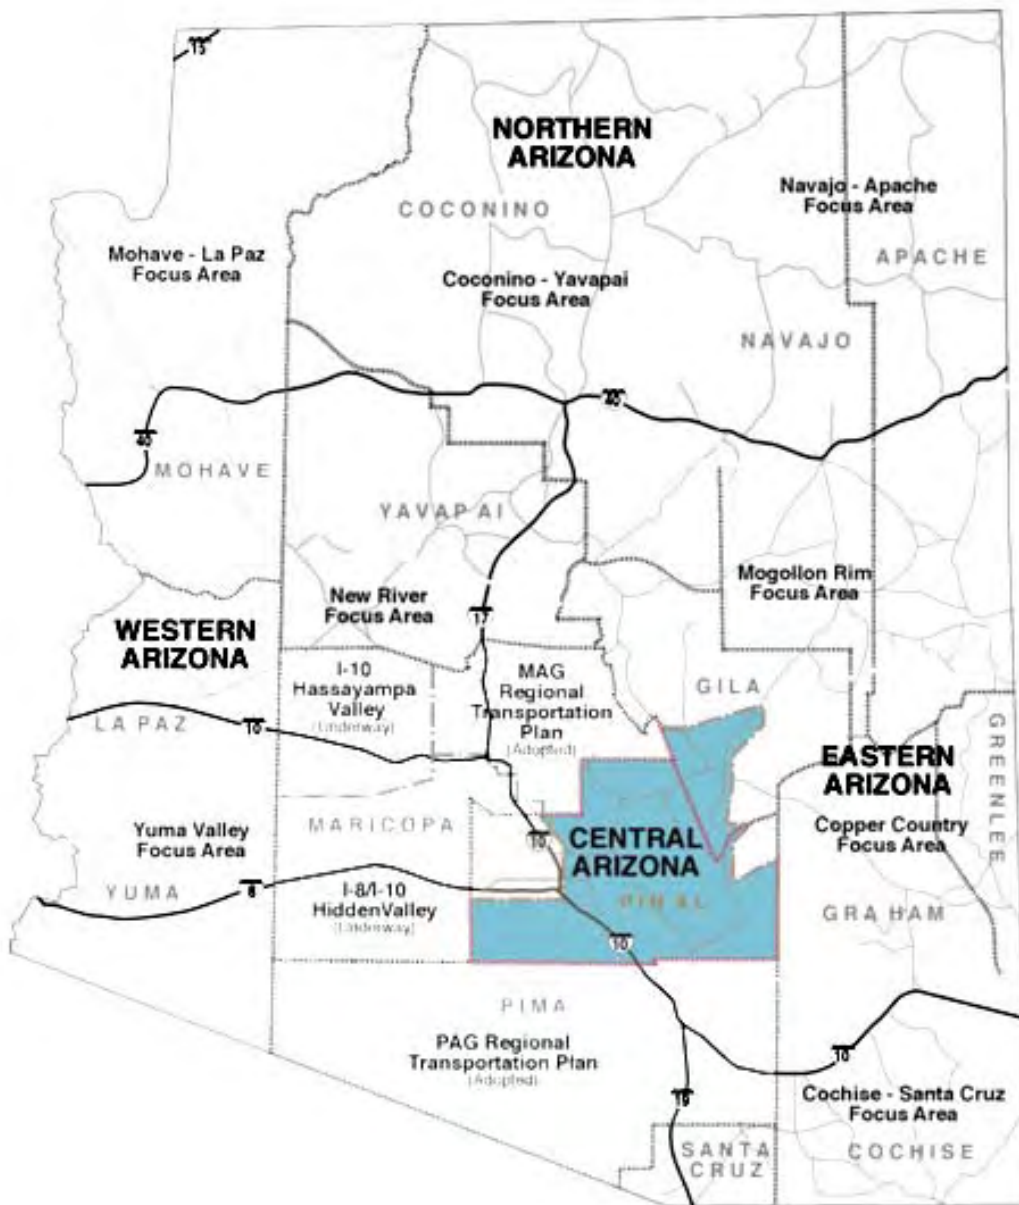 15
NORTHERN
ARIZONA
Navajo - Apache
Focus Area
COCONINO
Mohave - La Paz
Focus Area
APACHE
Coconino - Yavapai
Focus Area
NAVAJO
40
40
MOHAVE
YAVAPAI
Mogollon Rim
Focus Area
New River
Focus Area
17
WESTERN
ARIZONA
I-10
Hassayampa
Valley
(Underway)
MAG
Regional
Transportation
Plan
(Adopted)
GILA
LA PAZ
10
GREENLEE
EASTERN
ARIZONA
Copper Country
Focus Area
Yuma Valley
Focus Area
MARICOPA
10
CENTRAL
ARIZONA
YUMA
8
I-8/I-10
HiddenValley
(Underway)
PINAL
GRAHAM
10
PIMA
PAG Regional
Transportation Plan
(Adopted)
10
19
Cochise - Santa Cruz
Focus Area
SANTA
CRUZ
COCHISE